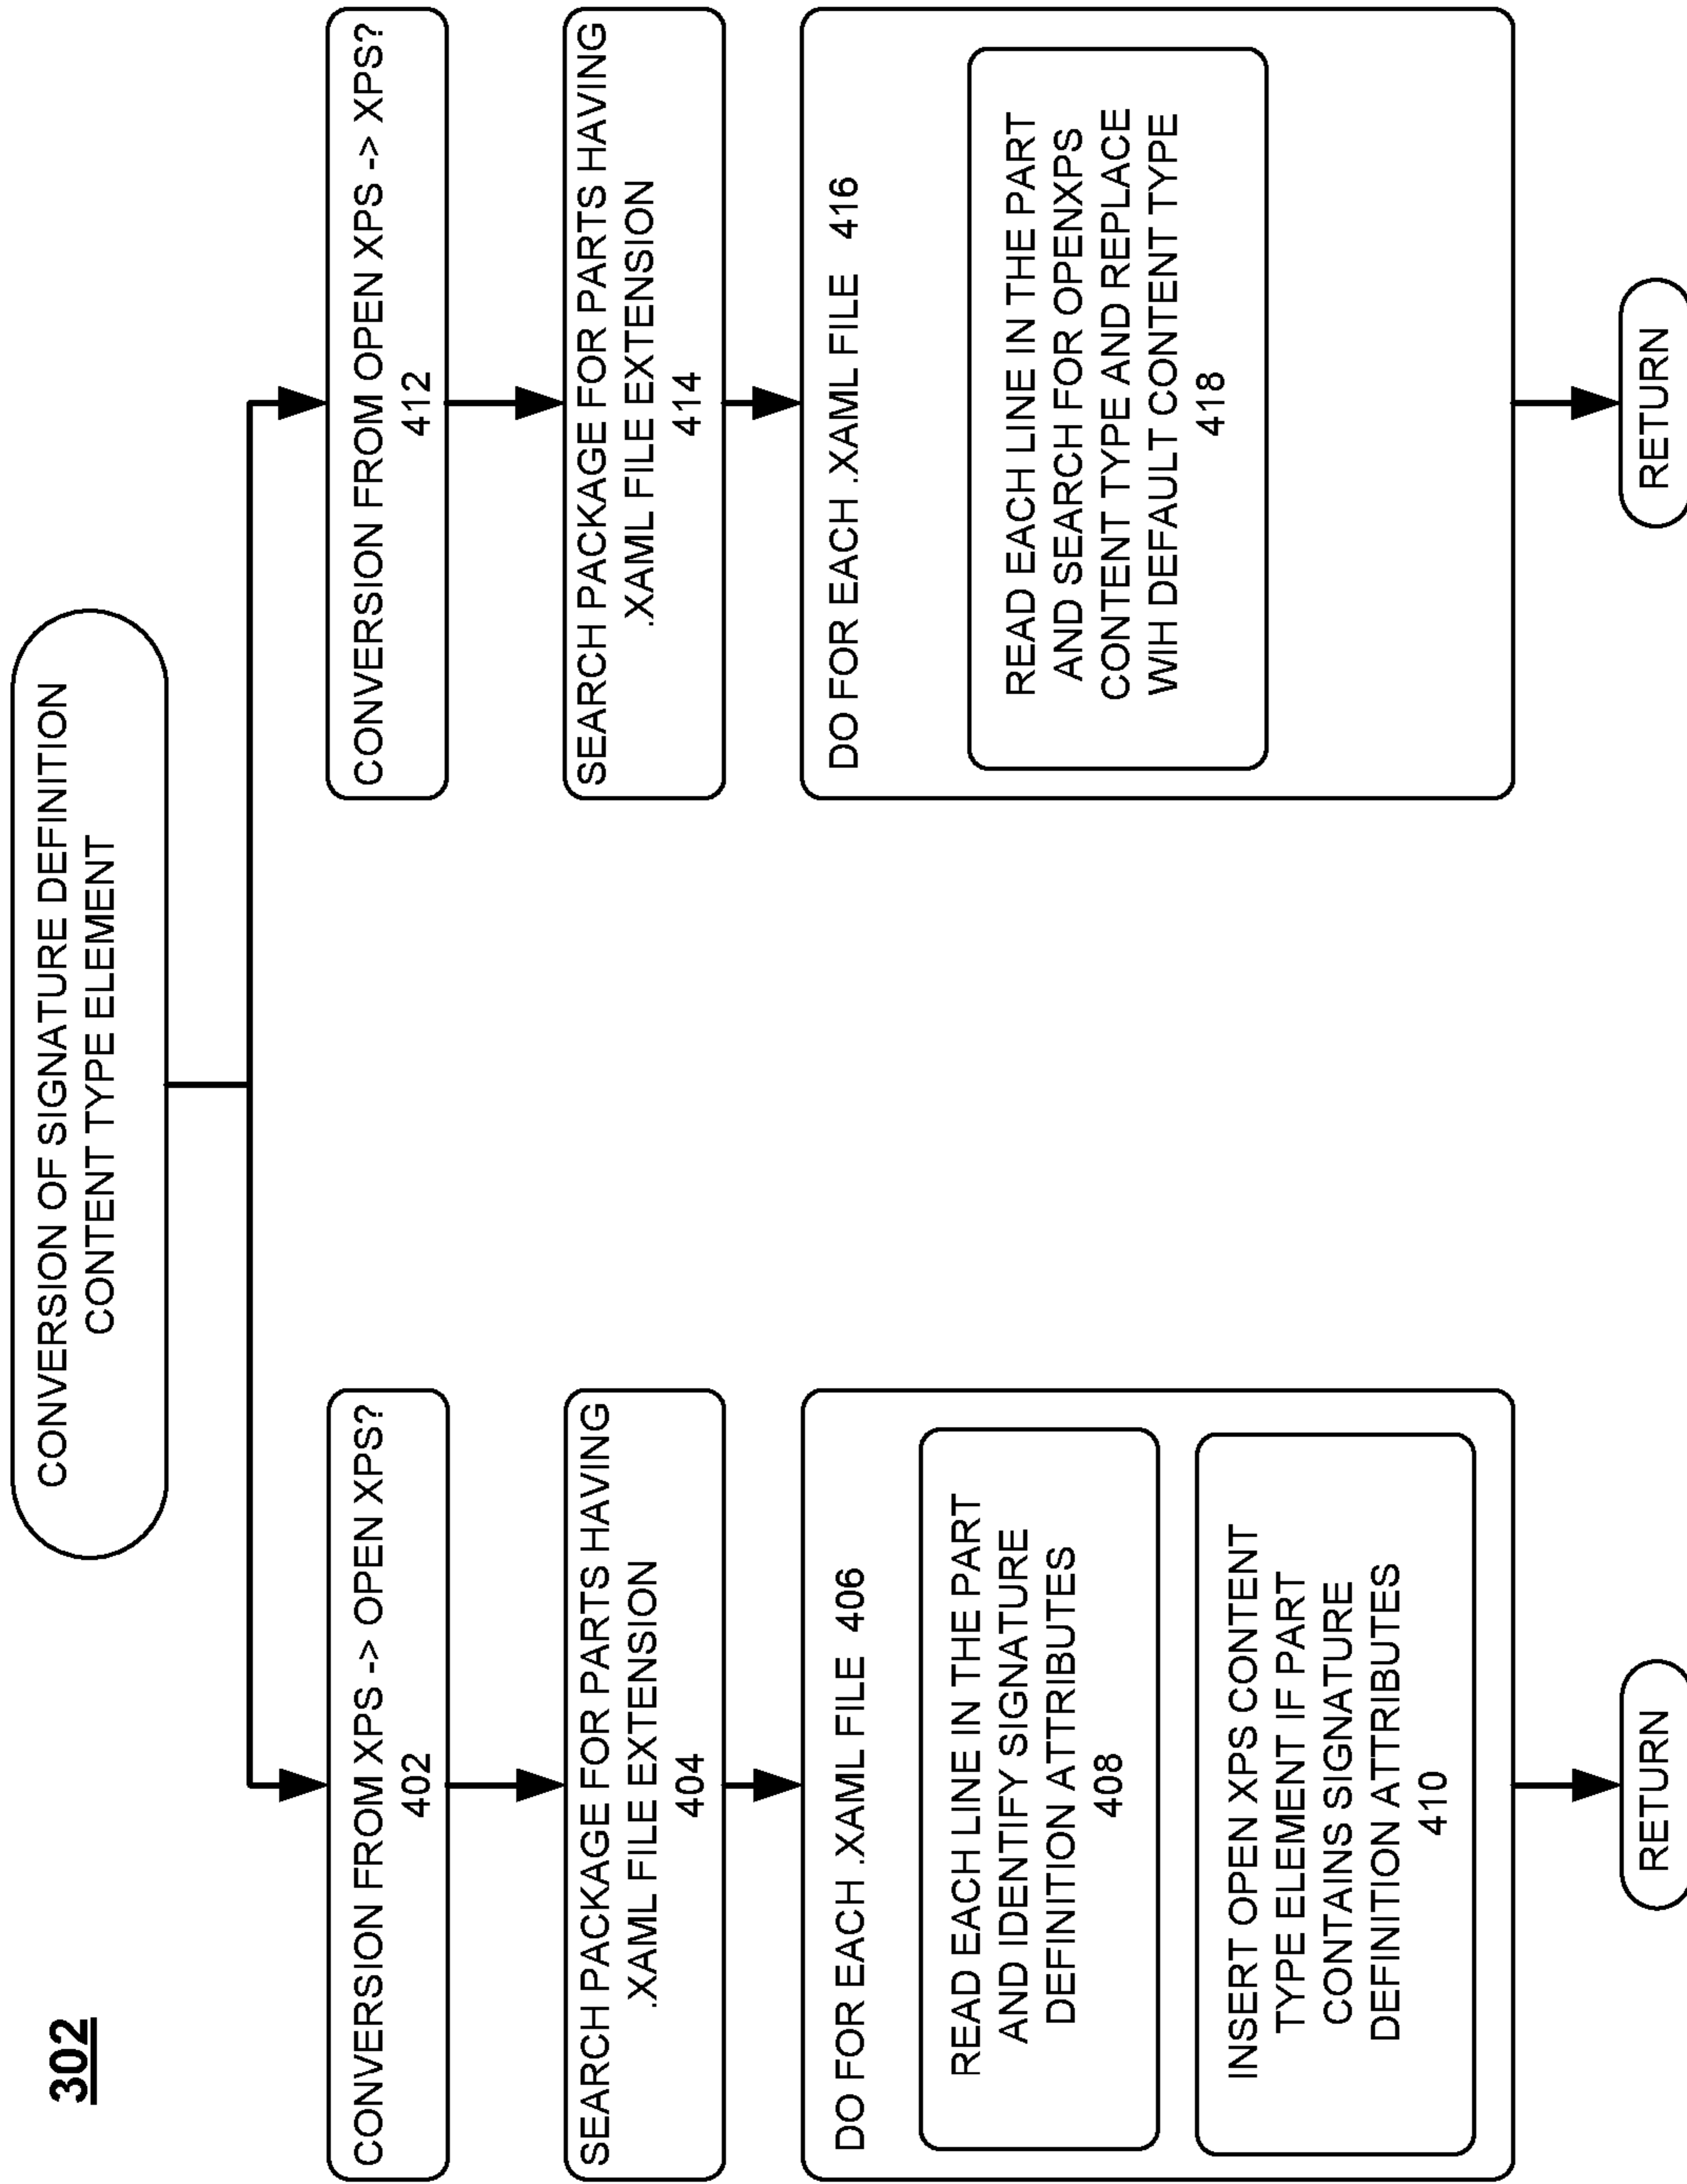 302
CONVERSION OF SIGNATURE DEFINITION
CONTENT TYPE ELEMENT
CONVERSION FROM XPS -> OPEN XPS?
402
SEARCH PACKAGE FOR PARTS HAVING
.XAML FILE EXTENSION
404
DO FOR EACH .XAML FILE 406
READ EACH LINE IN THE PART
AND IDENTIFY SIGNATURE
DEFINITION ATTRIBUTES
408
INSERT OPEN XPS CONTENT
TYPE ELEMENT IF PART
CONTAINS SIGNATURE
DEFINITION ATTRIBUTES
410
RETURN
CONVERSION FROM OPEN XPS -> XPS?
412
SEARCH PACKAGE FOR PARTS HAVING
.XAML FILE EXTENSION
414
DO FOR EACH .XAML FILE 416
READ EACH LINE IN THE PART
AND SEARCH FOR OPENXPS
CONTENT TYPE AND REPLACE
WIH DEFAULT CONTENT TYPE
418
RETURN